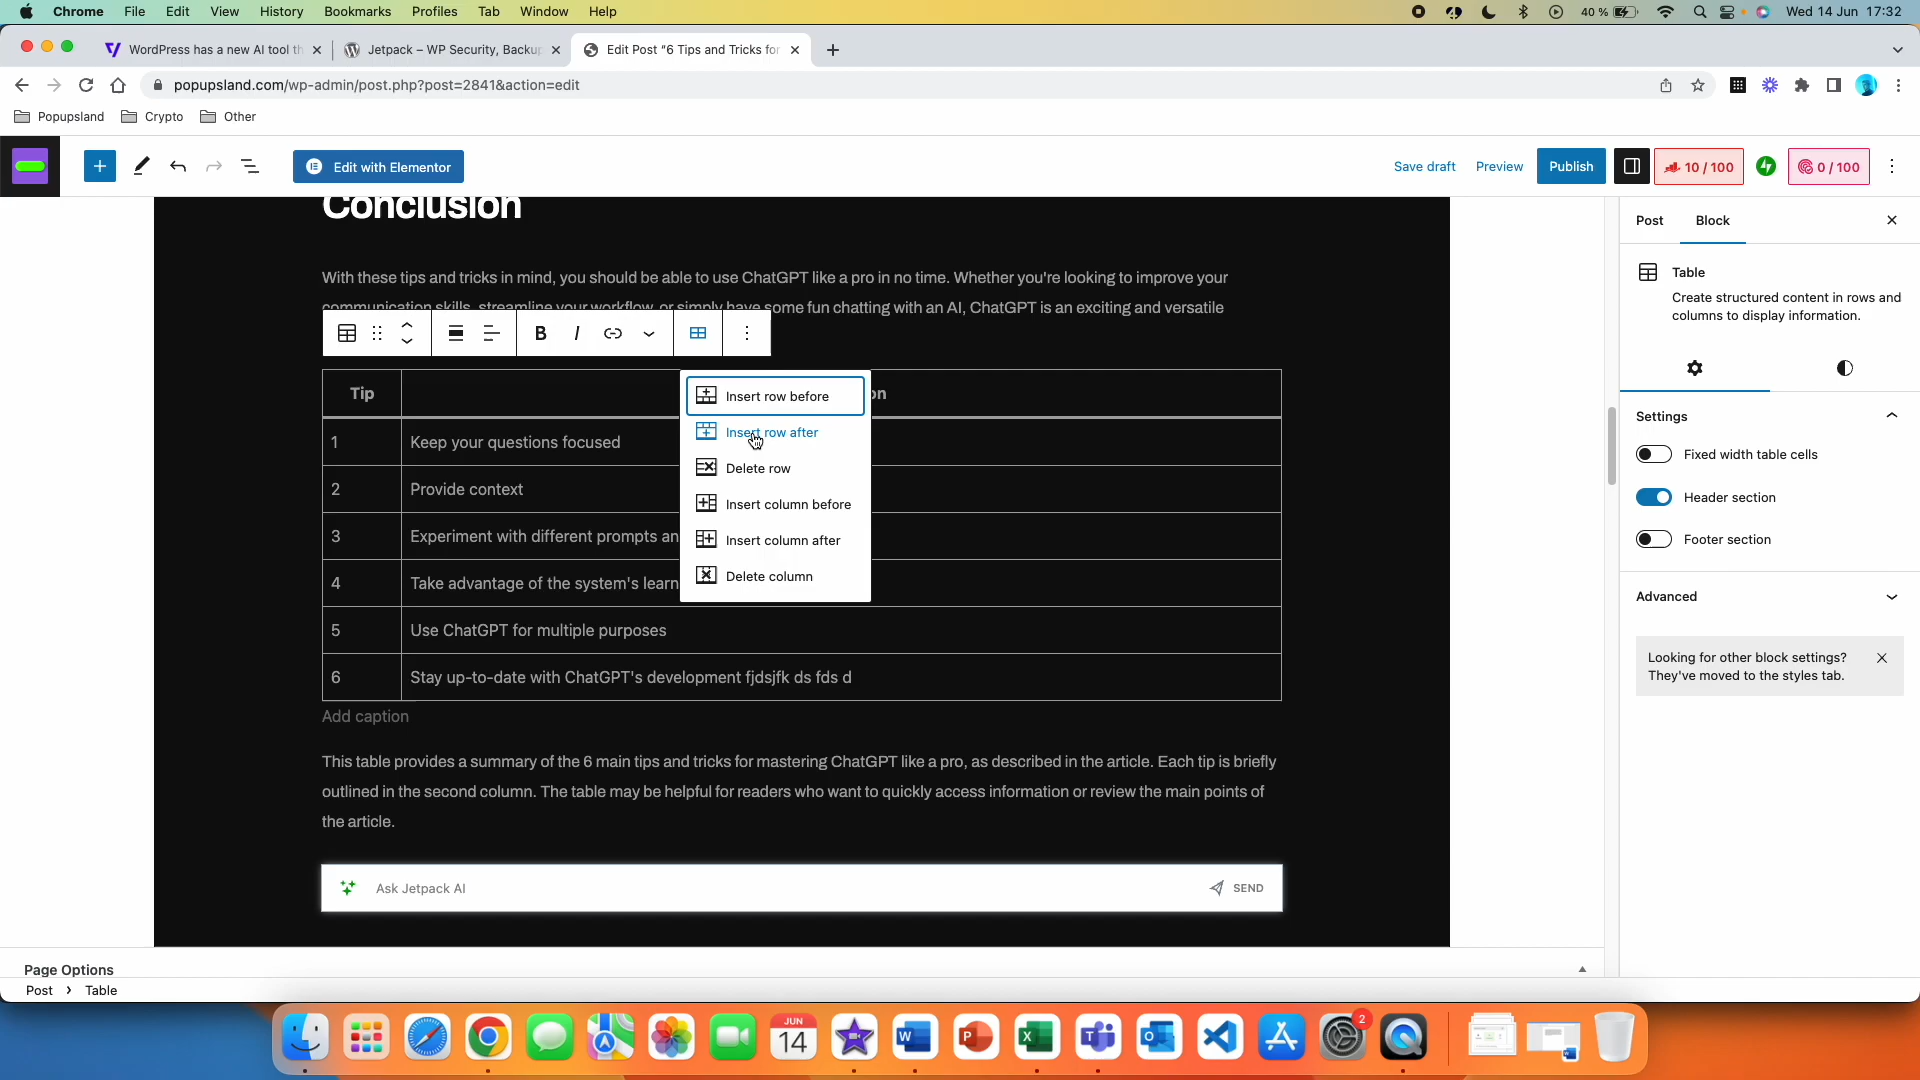 Chrome File Edit View History Bookmarks Profiles Tab Window Help 40 % Wed 14 Jun 17:32
WordPress has a new AI tool th
Jetpack – WP Security, Backup
Edit Post “6 Tips and Tricks for
popupsland.com/wp-admin/post.php?post=2841&action=edit
Popupsland Crypto Other
Edit with Elementor
Save draft Preview Publish 10 / 100 0 / 100
Conclusion
With these tips and tricks in mind, you should be able to use ChatGPT like a pro in no time. Whether you're looking to improve your
communication skills, streamline your workflow, or simply have some fun chatting with an AI, ChatGPT is an exciting and versatile
B I
Tip on
1 Keep your questions focused
2 Provide context
3 Experiment with different prompts an
4 Take advantage of the system's learn
5 Use ChatGPT for multiple purposes
6 Stay up-to-date with ChatGPT's development fjdsjfk ds fds d
Insert row before
Insert row after
Delete row
Insert column before
Insert column after
Delete column
Add caption
This table provides a summary of the 6 main tips and tricks for mastering ChatGPT like a pro, as described in the article. Each tip is briefly
outlined in the second column. The table may be helpful for readers who want to quickly access information or review the main points of
the article.
Ask Jetpack AI SEND
Post Block
Table
Create structured content in rows and
columns to display information.
Settings
Fixed width table cells
Header section
Footer section
Advanced
Looking for other block settings?
They've moved to the styles tab.
Page Options
Post › Table
JUN
14
W P X T O 2